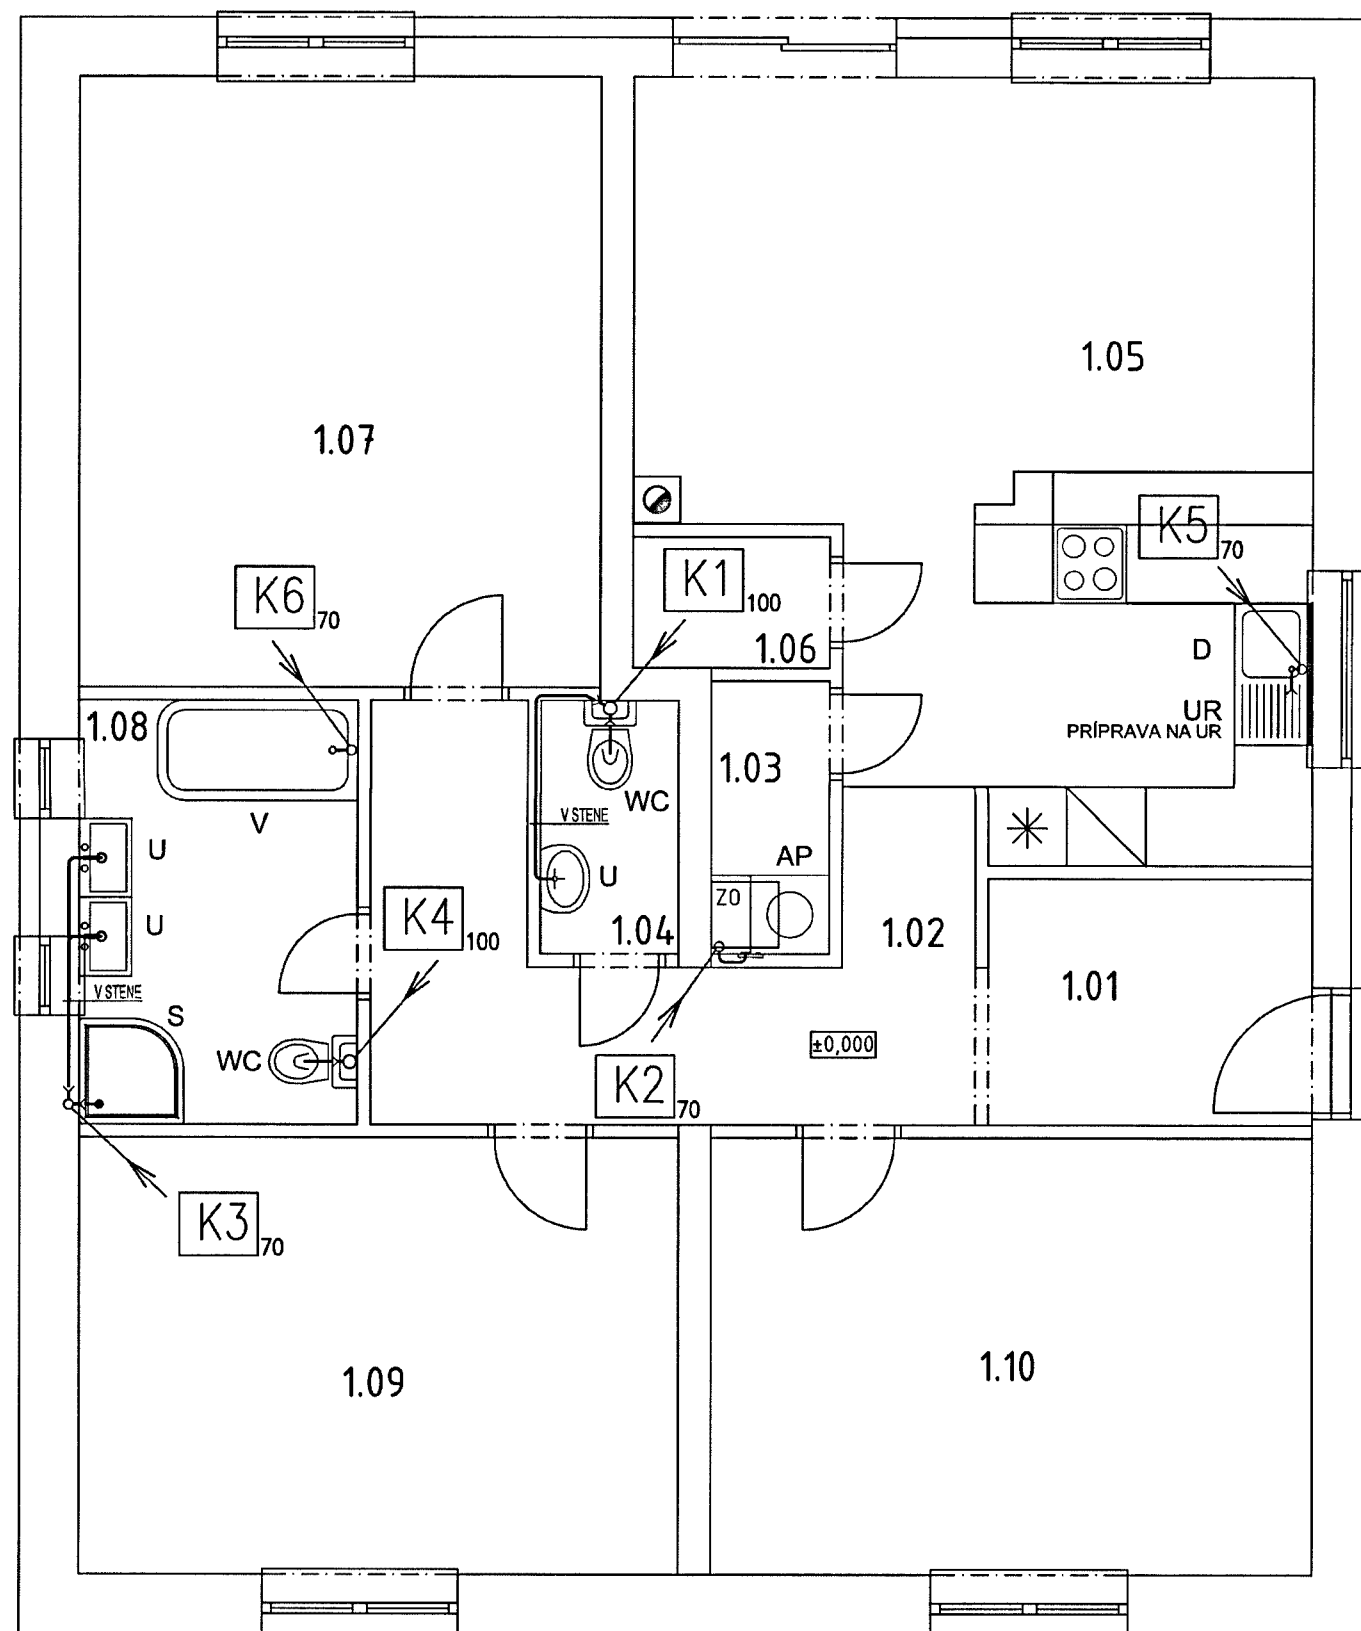 1.05
1.07
K5
70
K1
100
K6
70
1.06
D
1.08
UR
PRÍPRAVA NA UR
1.03
WC
V STENE
V
U
AP
U
ZO
K4
100
U
1.04
1.02
V STENE
1.01
S
±0,000
WC
K2
70
K3
70
1.10
1.09